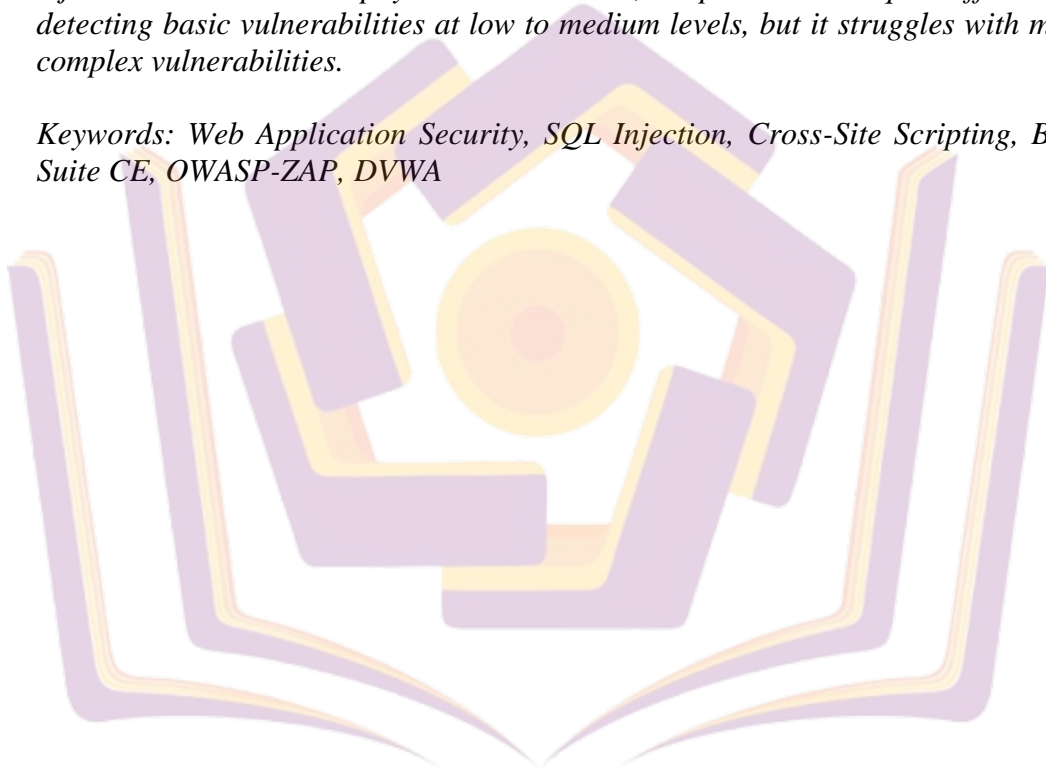 detecting basic vulnerabilities at low to medium levels, but it struggles with
complex vulnerabilities.
Keywords: Web Application Security, SQL Injection, Cross-Site Scripting,
Suite CE, OWASP-ZAP, DVWA